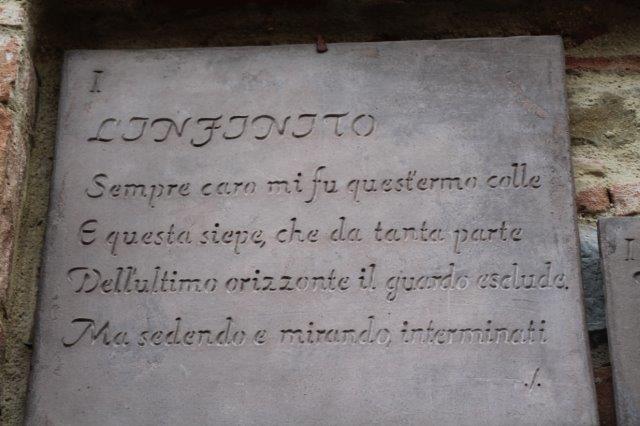 I
L'INFINITO
Sempre caro mi fu quest'ermo colle
E questa siepe, che da tanta parte
Dell'ultimo orizzonte il guardo esclude.
Ma sedendo e mirando, interminati
./.
I